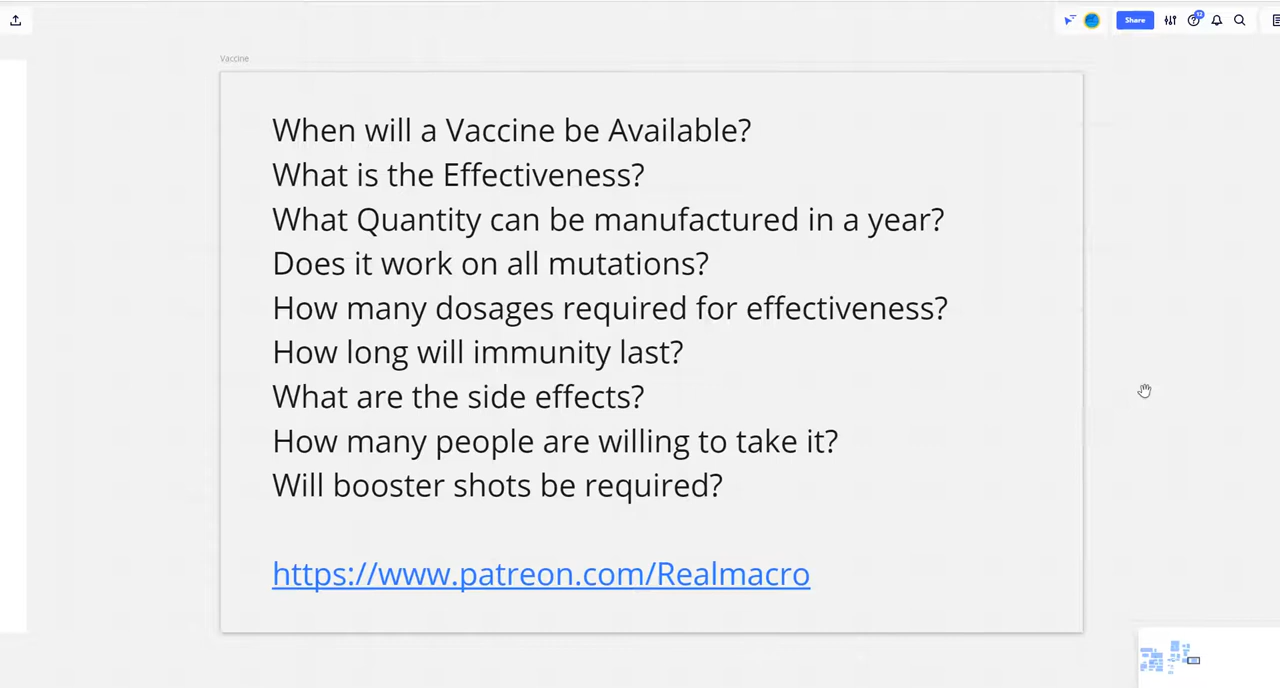 Share
12
Vaccine
When will a Vaccine be Available?
What is the Effectiveness?
What Quantity can be manufactured in a year?
Does it work on all mutations?
How many dosages required for effectiveness?
How long will immunity last?
What are the side effects?
How many people are willing to take it?
Will booster shots be required?
https://www.patreon.com/Realmacro